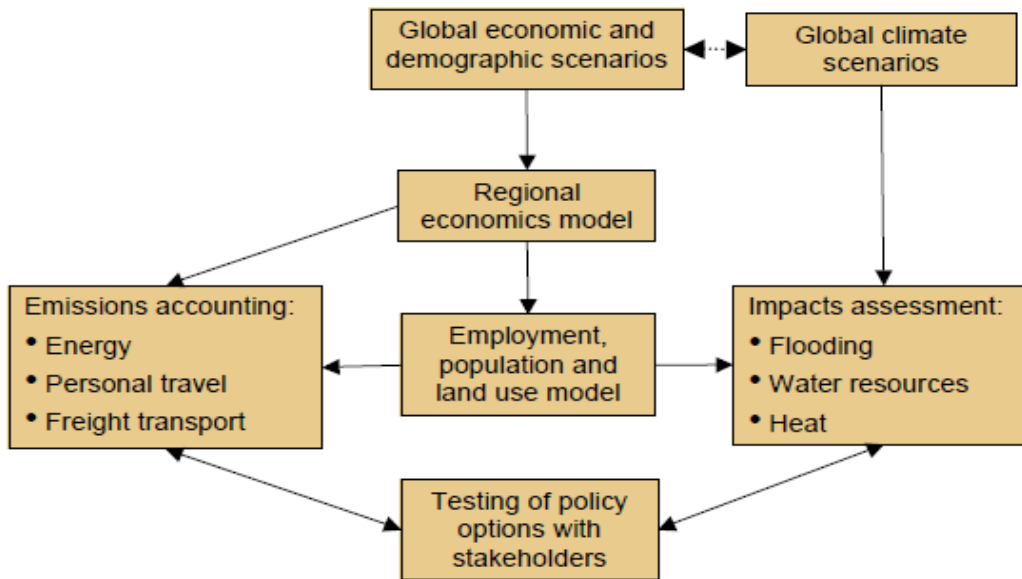 Global economic and
demographic scenarios
Global climate
scenarios
Regional
economics model
Emissions accounting:
• Energy
• Personal travel
• Freight transport
Employment,
population and
land use model
Impacts assessment:
• Flooding
• Water resources
• Heat
Testing of policy
options with
stakeholders